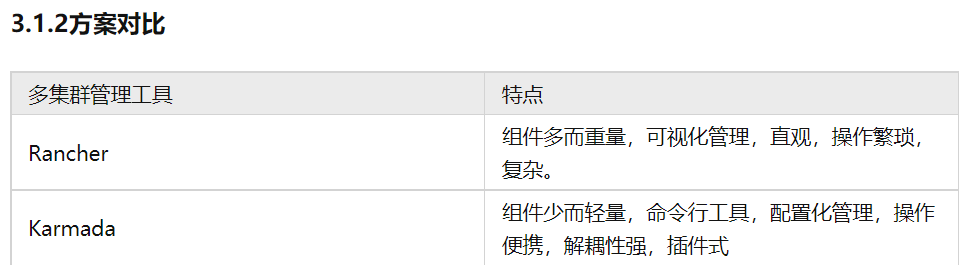 3.1.2方案对比
多集群管理工具
特点
Rancher
组件多而重量，可视化管理，直观，操作繁琐，
复杂。
Karmada
组件少而轻量，命令行工具，配置化管理，操作
便携，解耦性强，插件式